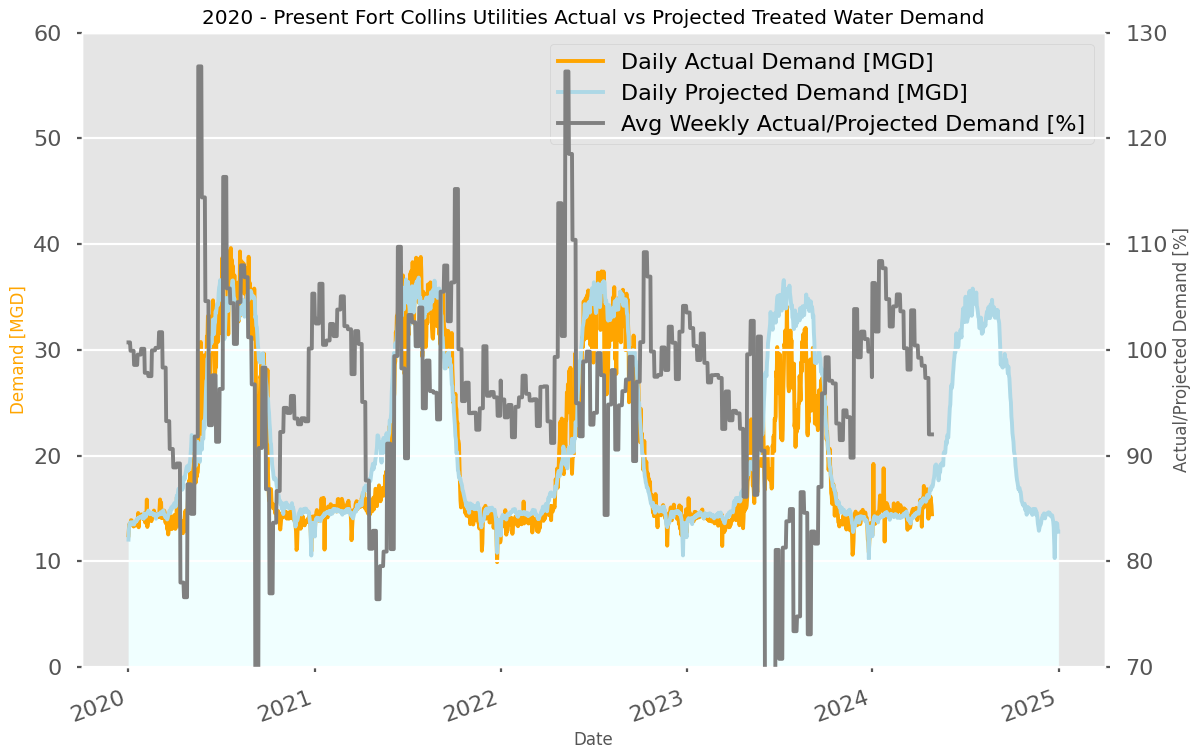 2020 - Present Fort Collins Utilities Actual vs Projected Treated Water Demand
Daily Actual Demand [MGD]
Daily Projected Demand [MGD]
Avg Weekly Actual/Projected Demand [%]
Demand [MGD]
60
50
40
30
20
10
0
130
120
110
100
90
80
70
Actual/Projected Demand [%]
2020
2021
2022
2023
2024
2025
Date